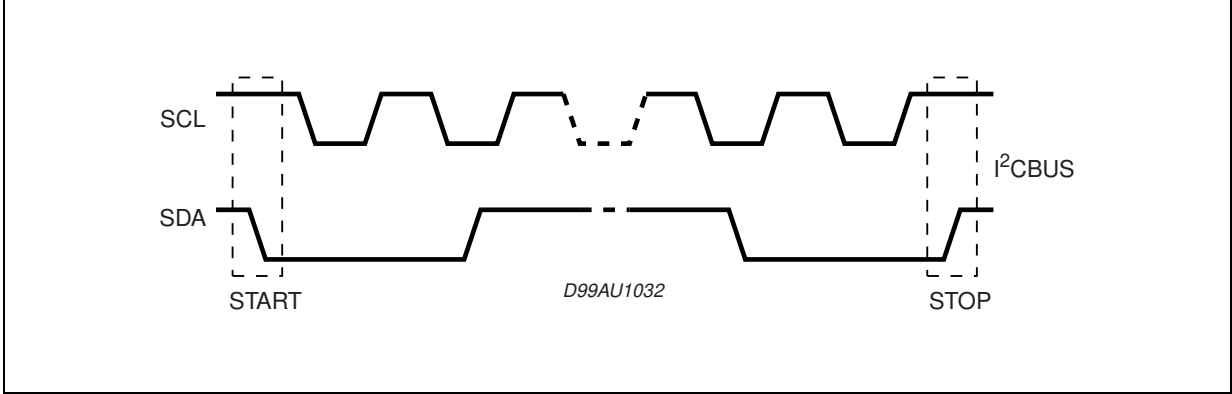 SCL
I²CBUS
SDA
START
D99AU1032
STOP